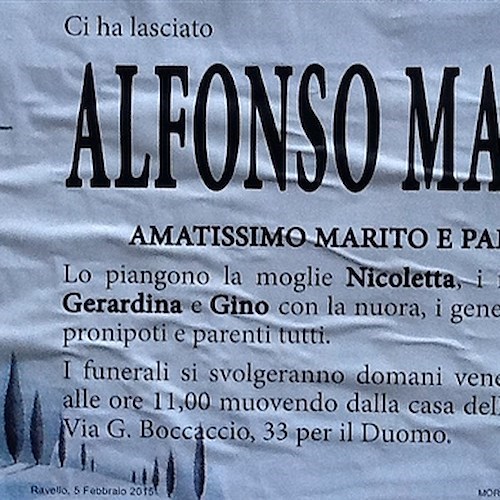 Ci ha lasciato
ALFONSO MA
AMATISSIMO MARITO E PA
Lo piangono la moglie Nicoletta, i
Gerardina e Gino con la nuora, i gene
pronipoti e parenti tutti.
I funerali si svolgeranno domani vene
alle ore 11,00 muovendo dalla casa del
Via G. Boccaccio, 33 per il Duomo.
Ravello, 5 Febbraio 2015
MOR